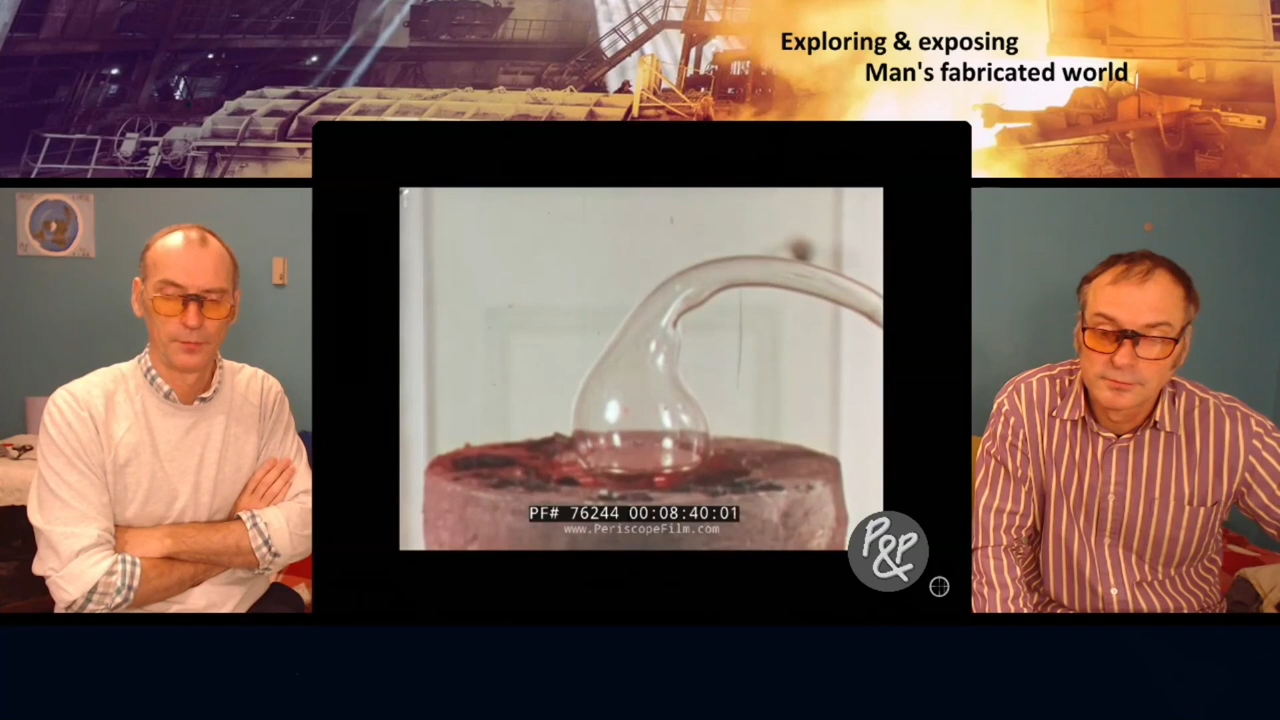 Exploring & exposing
Man's fabricated world
PF# 76244 00:08:40:01
www.PeriscopeFilm.com
P&P